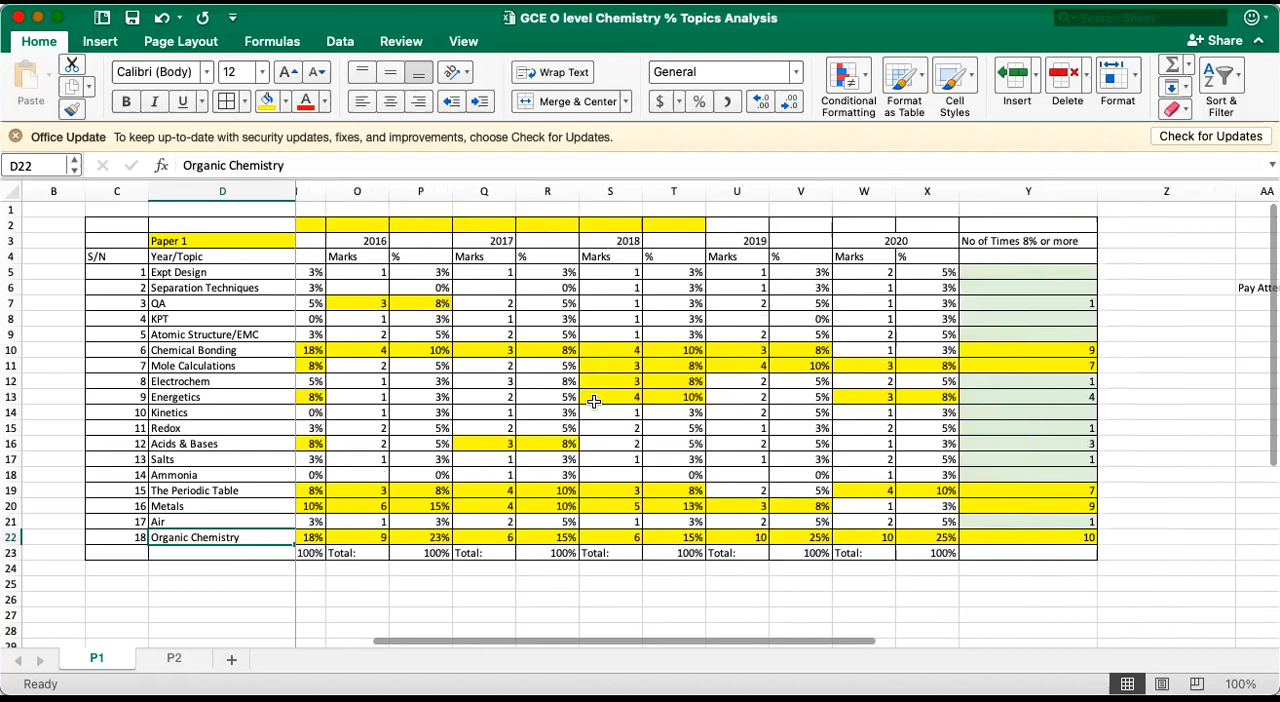 GCE O level Chemistry % Topics Analysis
Search Sheet
Home Insert Page Layout Formulas Data Review View
Share
Paste
Calibri (Body) 12
B I U
Wrap Text
Merge & Center
General
$ %
Conditional Formatting
Format as Table
Cell Styles
Insert
Delete
Format
Sort & Filter
Office Update To keep up-to-date with security updates, fixes, and improvements, choose Check for Updates.
Check for Updates
D22 fx Organic Chemistry
B C D I O P Q R S T U V W X Y Z AA
1
2
3 Paper 1 2016 2017 2018 2019 2020 No of Times 8% or more
4 S/N Year/Topic Marks % Marks % Marks % Marks % Marks %
5 1 Expt Design 3% 1 3% 1 3% 1 3% 1 3% 2 5%
6 2 Separation Techniques 3% 0% 0% 1 3% 1 3% 1 3% Pay Atte
7 3 QA 5% 3 8% 2 5% 1 3% 2 5% 1 3% 1
8 4 KPT 0% 1 3% 1 3% 1 3% 0% 1 3%
9 5 Atomic Structure/EMC 3% 2 5% 2 5% 1 3% 2 5% 2 5%
10 6 Chemical Bonding 18% 4 10% 3 8% 4 10% 3 8% 1 3% 9
11 7 Mole Calculations 8% 2 5% 2 5% 3 8% 4 10% 3 8% 7
12 8 Electrochem 5% 1 3% 3 8% 3 8% 2 5% 2 5% 1
13 9 Energetics 8% 1 3% 2 5% 4 10% 2 5% 3 8% 4
14 10 Kinetics 0% 1 3% 1 3% 1 3% 2 5% 1 3%
15 11 Redox 3% 2 5% 2 5% 2 5% 1 3% 2 5% 1
16 12 Acids & Bases 8% 2 5% 3 8% 2 5% 2 5% 1 3% 3
17 13 Salts 3% 1 3% 1 3% 1 3% 1 3% 2 5% 1
18 14 Ammonia 0% 0% 1 3% 0% 0% 1 3%
19 15 The Periodic Table 8% 3 8% 4 10% 3 8% 2 5% 4 10% 7
20 16 Metals 10% 6 15% 4 10% 5 13% 3 8% 1 3% 9
21 17 Air 3% 1 3% 2 5% 1 3% 2 5% 2 5% 1
22 18 Organic Chemistry 18% 9 23% 6 15% 6 15% 10 25% 10 25% 10
23 100% Total: 100% Total: 100% Total: 100% Total: 100% Total: 100%
24
25
26
27
28
29
P1 P2
Ready 100%